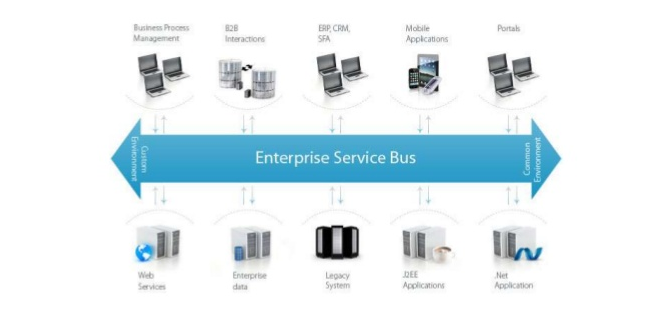 Business Process
Management
B2B
Interactions
ERP, CRM,
SFA
Mobile
Applications
Portals
Custom
Environment
Enterprise Service Bus
Common
Environment
Web
Services
Enterprise
data
Legacy
System
J2EE
Applications
.Net
Application